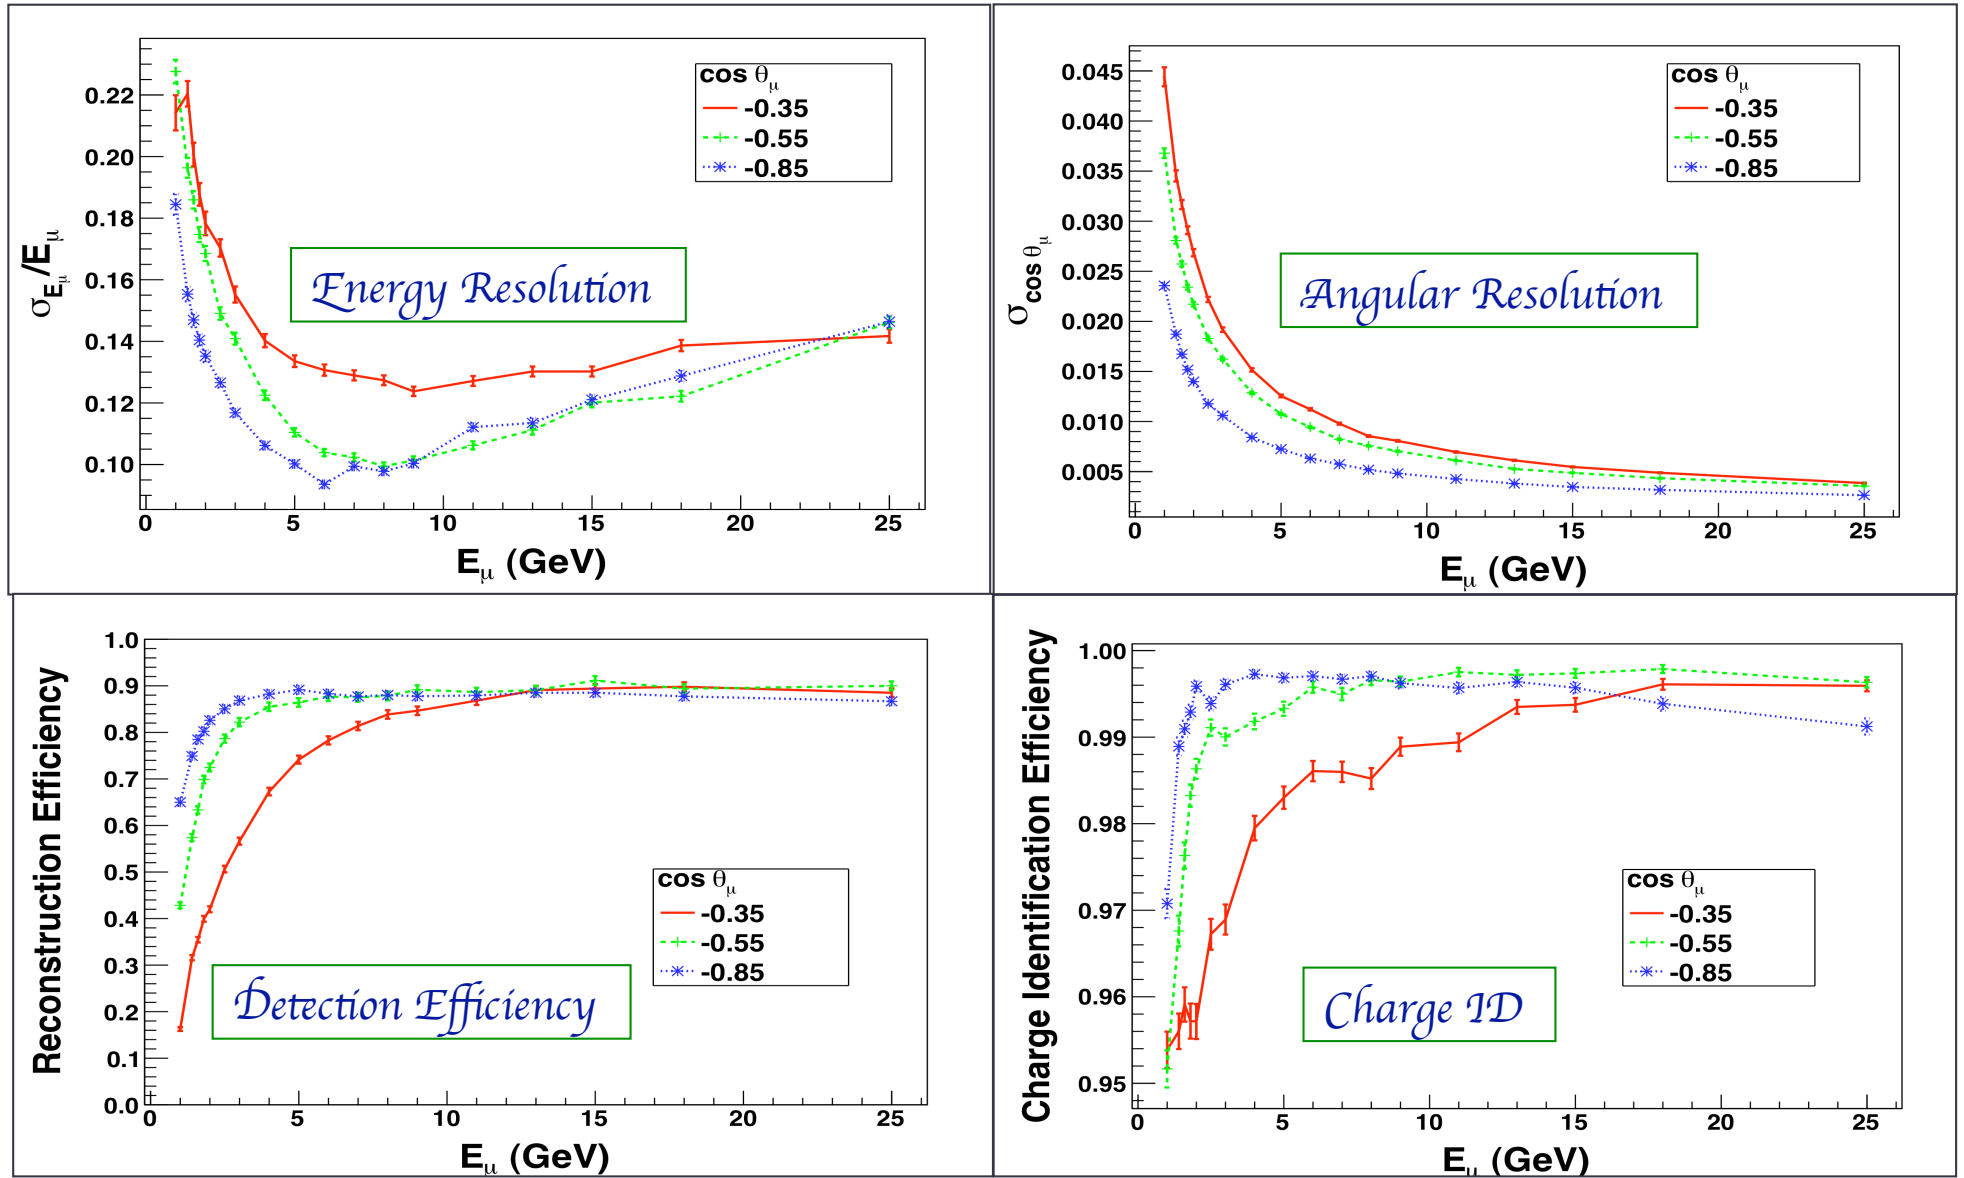 0.22
0.20
0.18
0.16
0.14
0.12
0.10
σEμ/Eμ
cos θμ
-0.35
-0.55
-0.85
Energy Resolution
0 5 10 15 20 25
Eμ (GeV)
0.045
0.040
0.035
0.030
0.025
0.020
0.015
0.010
0.005
σcos θμ
cos θμ
-0.35
-0.55
-0.85
Angular Resolution
0 5 10 15 20 25
Eμ (GeV)
1.0
0.9
0.8
0.7
0.6
0.5
0.4
0.3
0.2
0.1
0.0
Reconstruction Efficiency
cos θμ
-0.35
-0.55
-0.85
Detection Efficiency
0 5 10 15 20 25
Eμ (GeV)
1.00
0.99
0.98
0.97
0.96
0.95
Charge Identification Efficiency
cos θμ
-0.35
-0.55
-0.85
Charge ID
0 5 10 15 20 25
Eμ (GeV)